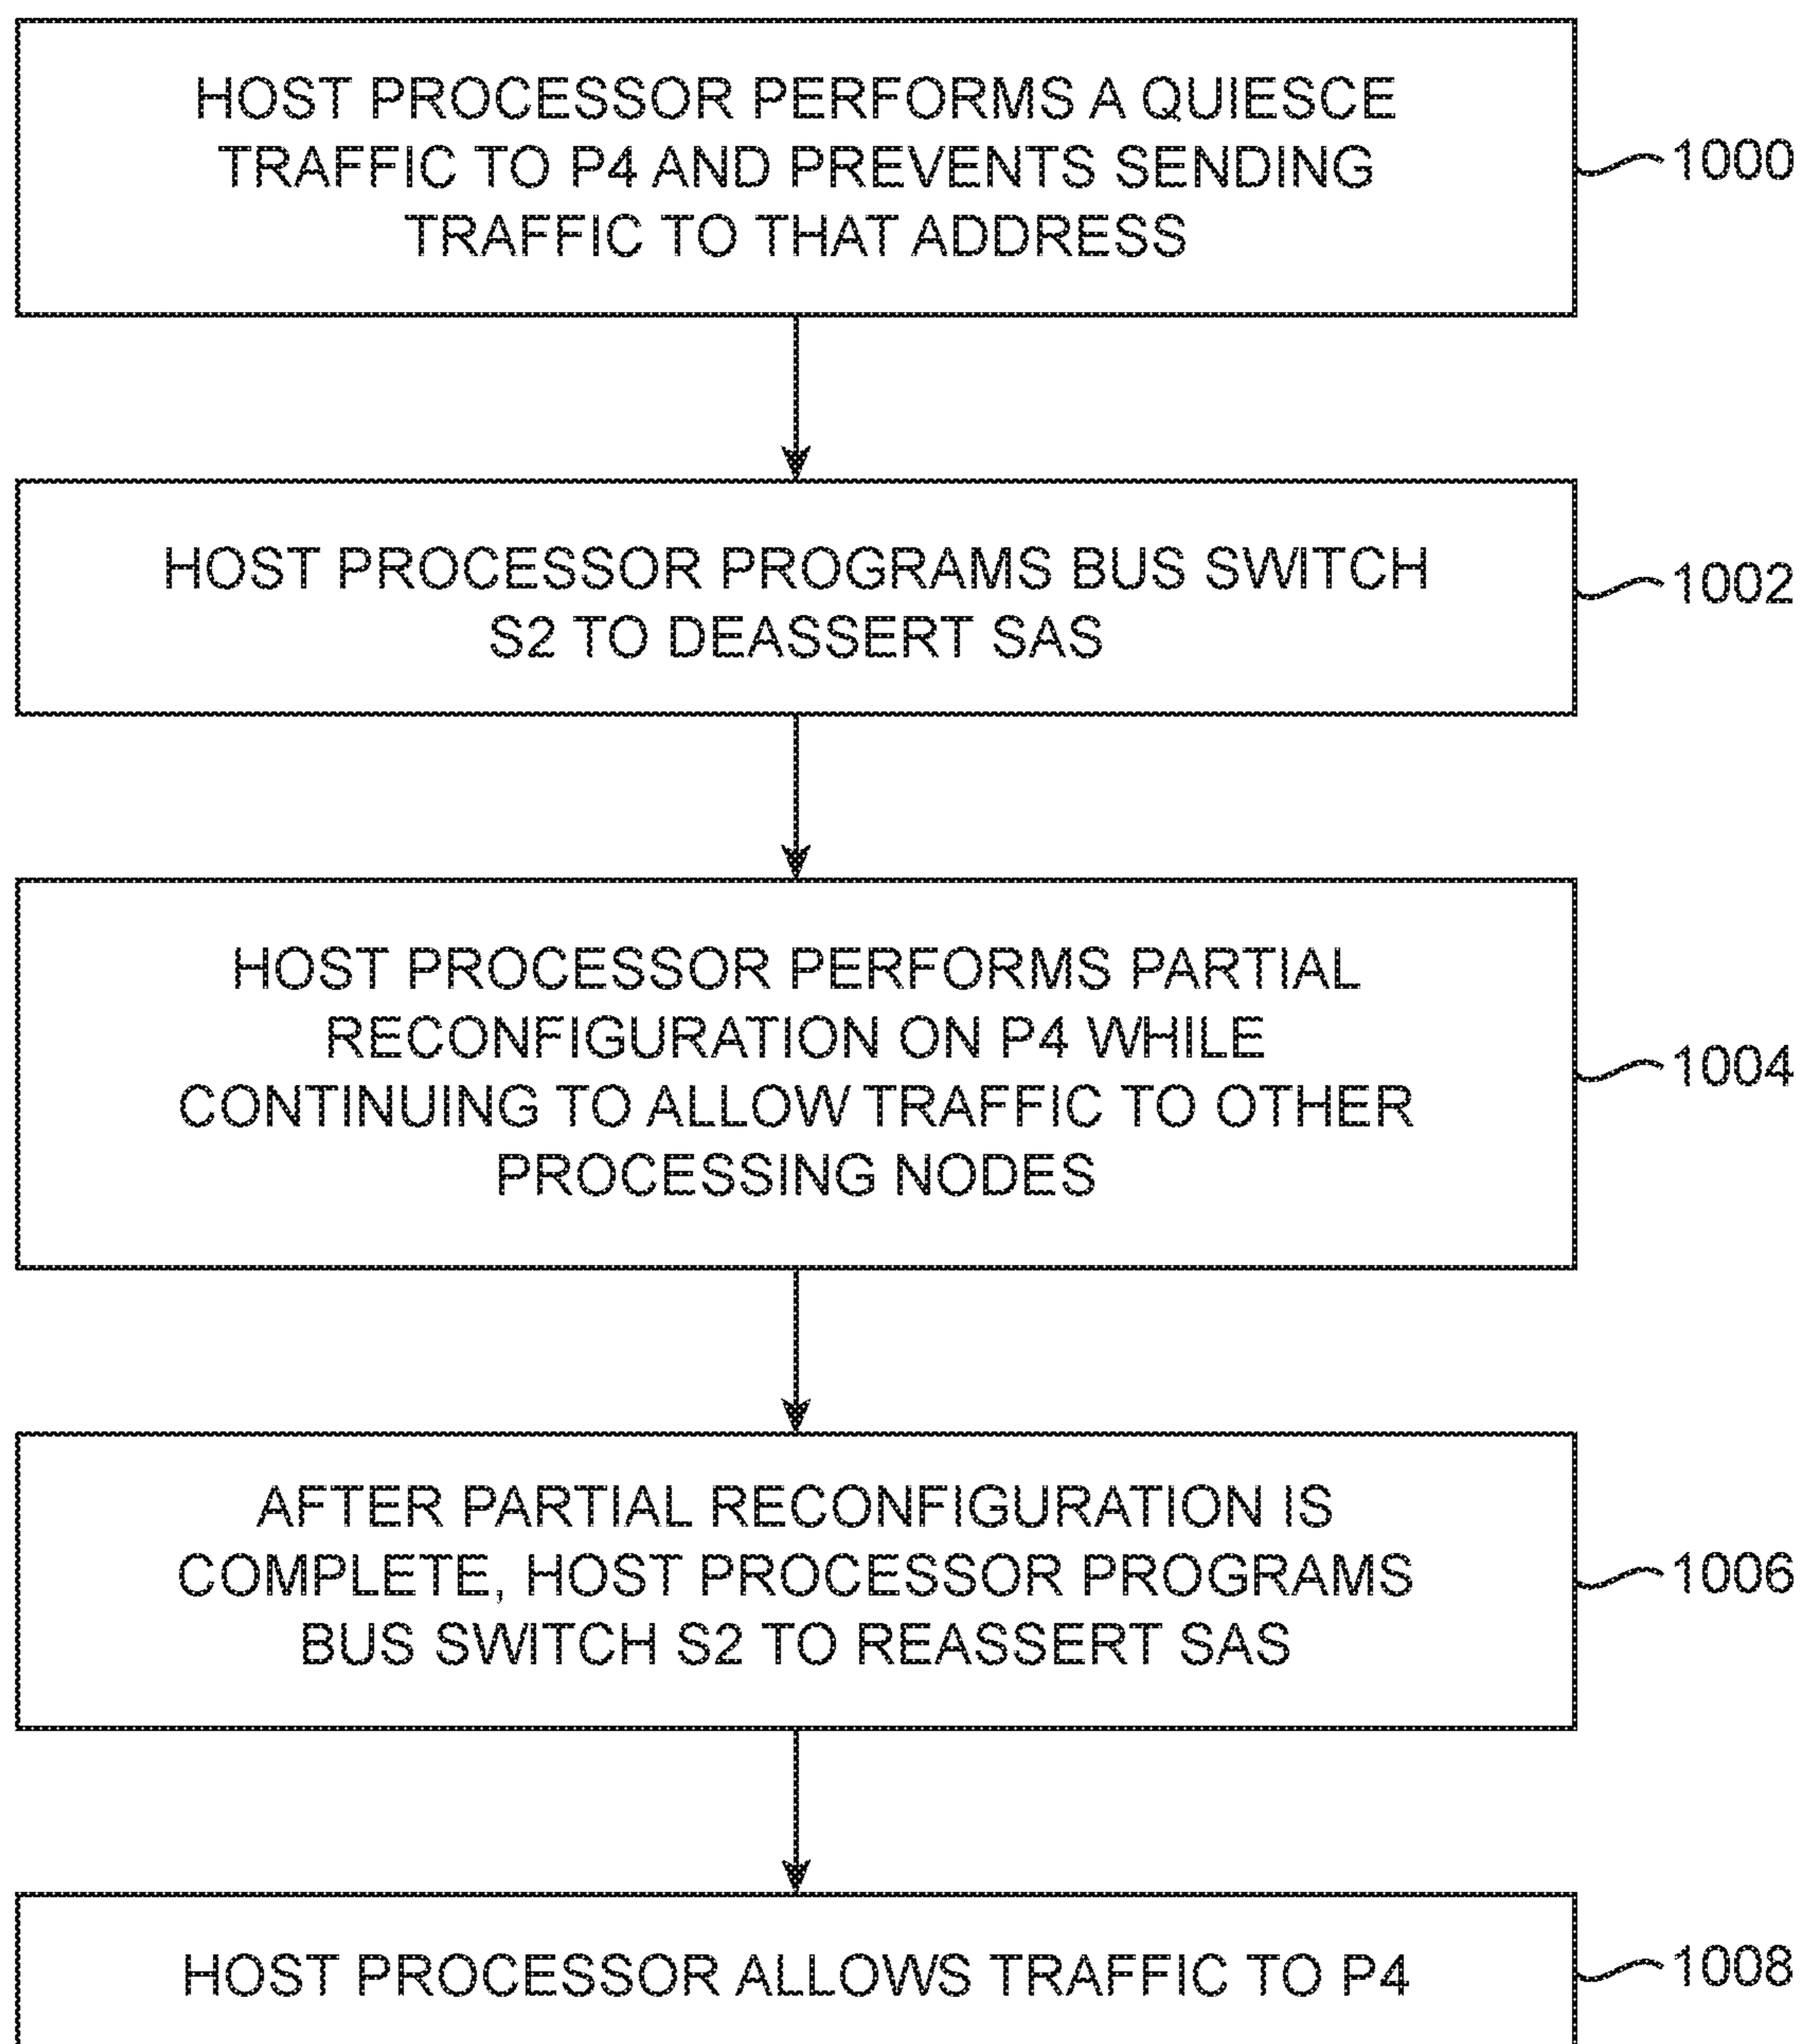 HOST PROCESSOR PERFORMS A QUIESCE
TRAFFIC TO P4 AND PREVENTS SENDING
TRAFFIC TO THAT ADDRESS
1000
HOST PROCESSOR PROGRAMS BUS SWITCH
S2 TO DEASSERT SAS
1002
HOST PROCESSOR PERFORMS PARTIAL
RECONFIGURATION ON P4 WHILE
CONTINUING TO ALLOW TRAFFIC TO OTHER
PROCESSING NODES
1004
AFTER PARTIAL RECONFIGURATION IS
COMPLETE, HOST PROCESSOR PROGRAMS
BUS SWITCH S2 TO REASSERT SAS
1006
HOST PROCESSOR ALLOWS TRAFFIC TO P4
1008